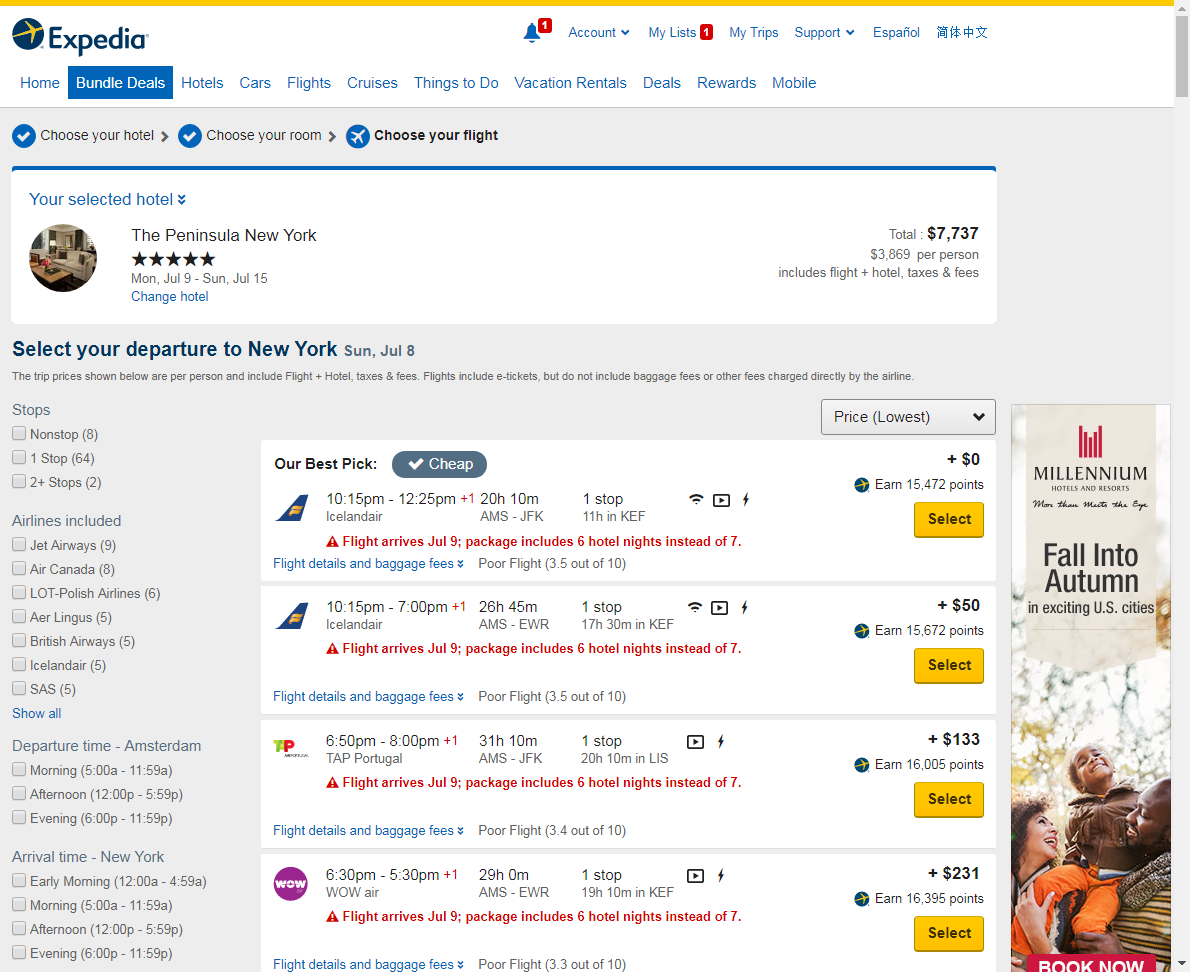 Expedia
1
Account
My Lists 1
My Trips
Support
Español
简体中文
Home
Bundle Deals
Hotels
Cars
Flights
Cruises
Things to Do
Vacation Rentals
Deals
Rewards
Mobile
Choose your hotel
Choose your room
Choose your flight
Your selected hotel
The Peninsula New York
Mon, Jul 9 - Sun, Jul 15
Change hotel
Total : $7,737
$3,869 per person
includes flight + hotel, taxes & fees
Select your departure to New York Sun, Jul 8
The trip prices shown below are per person and include Flight + Hotel, taxes & fees. Flights include e-tickets, but do not include baggage fees or other fees charged directly by the airline.
Stops
Nonstop (8)
1 Stop (64)
2+ Stops (2)
Airlines included
Jet Airways (9)
Air Canada (8)
LOT-Polish Airlines (6)
Aer Lingus (5)
British Airways (5)
Icelandair (5)
SAS (5)
Show all
Departure time - Amsterdam
Morning (5:00a - 11:59a)
Afternoon (12:00p - 5:59p)
Evening (6:00p - 11:59p)
Arrival time - New York
Early Morning (12:00a - 4:59a)
Morning (5:00a - 11:59a)
Afternoon (12:00p - 5:59p)
Evening (6:00p - 11:59p)
Price (Lowest)
Our Best Pick: Cheap
+ $0
10:15pm - 12:25pm +1 20h 10m 1 stop
Earn 15,472 points
Icelandair AMS - JFK 11h in KEF
Select
Flight arrives Jul 9; package includes 6 hotel nights instead of 7.
Flight details and baggage fees Poor Flight (3.5 out of 10)
10:15pm - 7:00pm +1 26h 45m 1 stop
+ $50
Icelandair AMS - EWR 17h 30m in KEF
Earn 15,672 points
Flight arrives Jul 9; package includes 6 hotel nights instead of 7.
Select
Flight details and baggage fees Poor Flight (3.5 out of 10)
TAP
6:50pm - 8:00pm +1 31h 10m 1 stop
+ $133
TAP Portugal AMS - JFK 20h 10m in LIS
Earn 16,005 points
Flight arrives Jul 9; package includes 6 hotel nights instead of 7.
Select
Flight details and baggage fees Poor Flight (3.4 out of 10)
WOW
6:30pm - 5:30pm +1 29h 0m 1 stop
+ $231
WOW air AMS - EWR 19h 10m in KEF
Earn 16,395 points
Flight arrives Jul 9; package includes 6 hotel nights instead of 7.
Select
Flight details and baggage fees Poor Flight (3.3 out of 10)
MILLENNIUM
HOTELS AND RESORTS
More than Meets the Eye
Fall Into
Autumn
in exciting U.S. cities
BOOK NOW